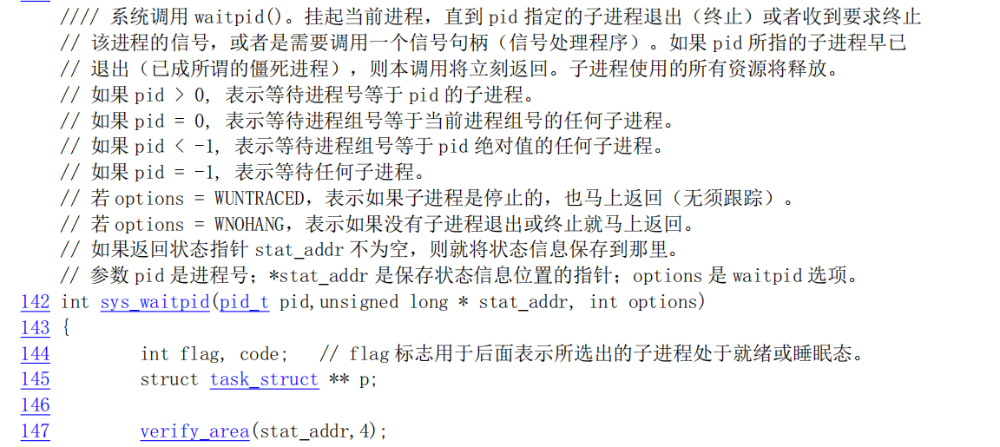 //// 系统调用 waitpid()。挂起当前进程，直到 pid 指定的子进程退出（终止）或者收到要求终止
// 该进程的信号，或者是需要调用一个信号句柄（信号处理程序）。如果 pid 所指的子进程早已
// 退出（已成所谓的僵死进程），则本调用将立刻返回。子进程使用的所有资源将释放。
// 如果 pid > 0, 表示等待进程号等于 pid 的子进程。
// 如果 pid = 0, 表示等待进程组号等于当前进程组号的任何子进程。
// 如果 pid < -1, 表示等待进程组号等于 pid 绝对值的任何子进程。
// 如果 pid = -1, 表示等待任何子进程。
// 若 options = WUNTRACED，表示如果子进程是停止的，也马上返回（无须跟踪）。
// 若 options = WNOHANG，表示如果没有子进程退出或终止就马上返回。
// 如果返回状态指针 stat_addr 不为空，则就将状态信息保存到那里。
// 参数 pid 是进程号；*stat_addr 是保存状态信息位置的指针；options 是 waitpid 选项。
142 int sys_waitpid(pid_t pid,unsigned long * stat_addr, int options)
143 {
144 int flag, code; // flag 标志用于后面表示所选出的子进程处于就绪或睡眠态。
145 struct task_struct ** p;
146
147 verify_area(stat_addr,4);